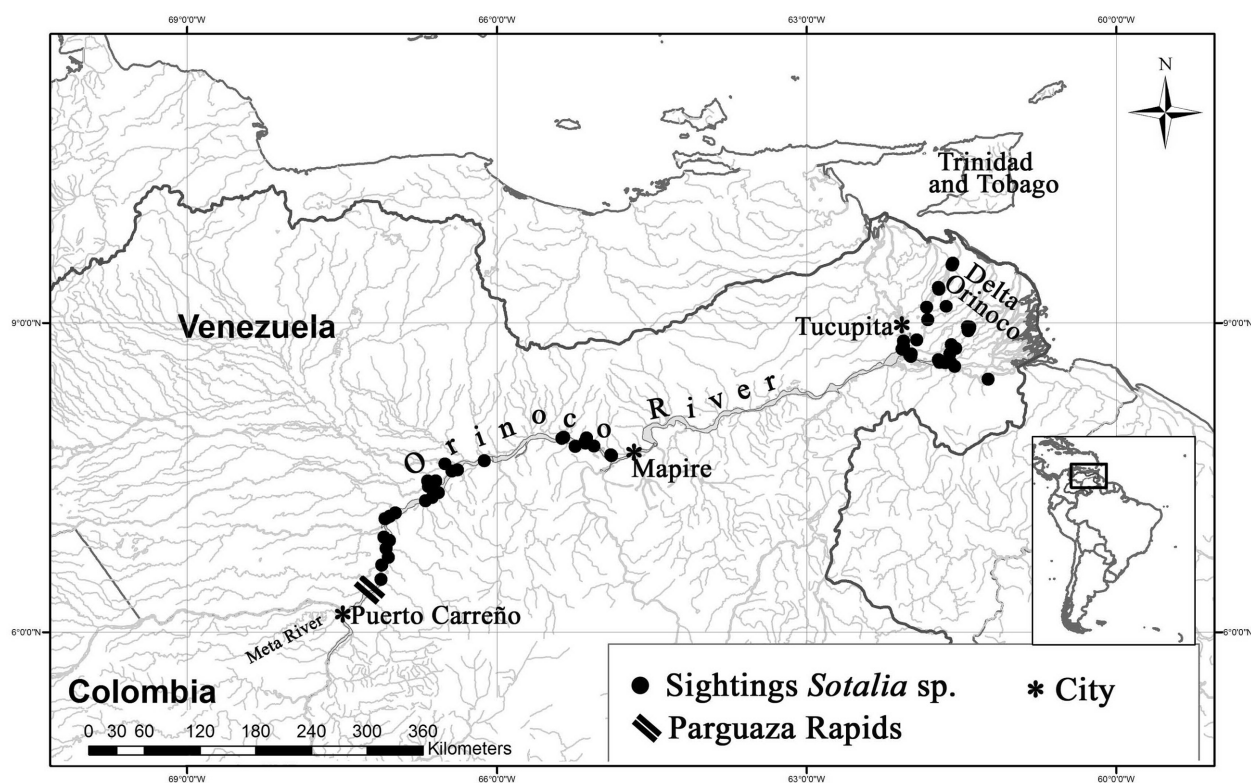 69°0'0"W
66°0'0"W
63°0'0"W
60°0'0"W
N
Trinidad
and Tobago
Delta
Orinoco
9°0'0"N
Venezuela
Tucupita
9°0'0"N
Orinoco River
Mapire
Puerto Carreño
Meta River
6°0'0"N
6°0'0"N
Colombia
Sightings Sotalia sp.
City
Parguaza Rapids
0 30 60 120 180 240 300 360
Kilometers
69°0'0"W
66°0'0"W
63°0'0"W
60°0'0"W